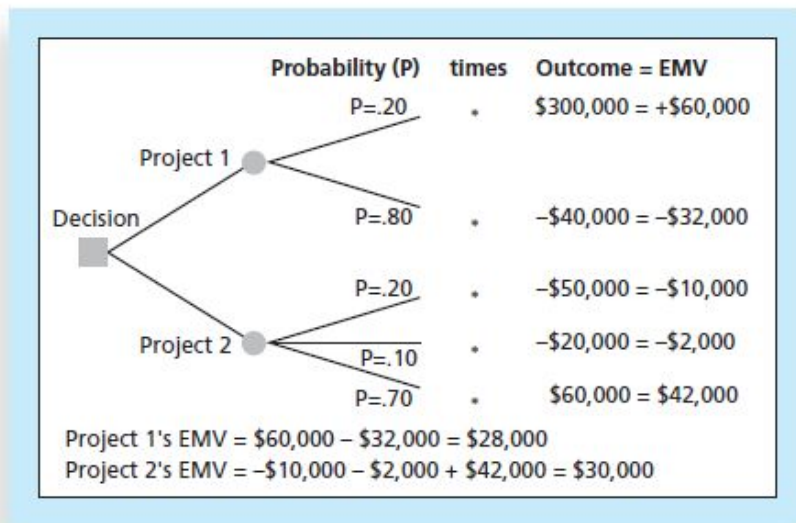 Probability (P) times Outcome = EMV
P=.20 . $300,000 = +$60,000
Project 1
Decision
P=.80 . –$40,000 = –$32,000
P=.20 . –$50,000 = –$10,000
Project 2
P=.10 . –$20,000 = –$2,000
P=.70 . $60,000 = $42,000
Project 1's EMV = $60,000 – $32,000 = $28,000
Project 2's EMV = –$10,000 – $2,000 + $42,000 = $30,000